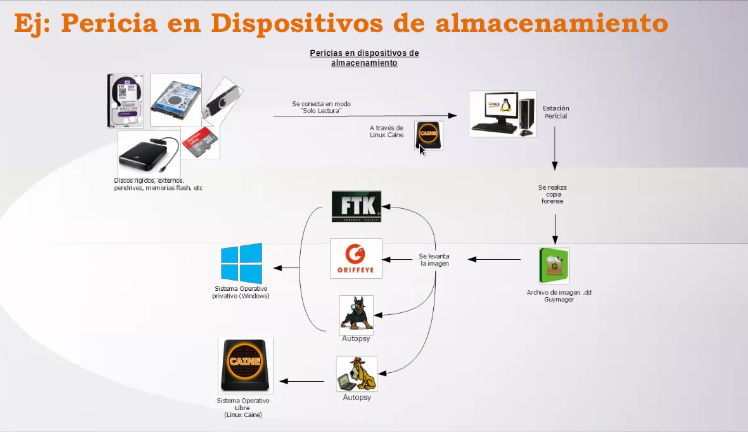 Ej: Pericia en Dispositivos de almacenamiento
Pericias en dispositivos de
almacenamiento
Se conecta en modo
"Solo Lectura"
A través de
Linux Caine
CAINE
Linux
Estación
Pericial
Discos rígidos, externos,
pendrives, memorias flash, etc
Se realiza
copia
forense
FTK
Se levanta
la imagen
GRIFFEYE
Sistema Operativo
privativo (Windows)
Archivo de imagen .dd
Guymager
Autopsy
CAINE
Autopsy
Sistema Operativo
Libre
(Linux Caine)